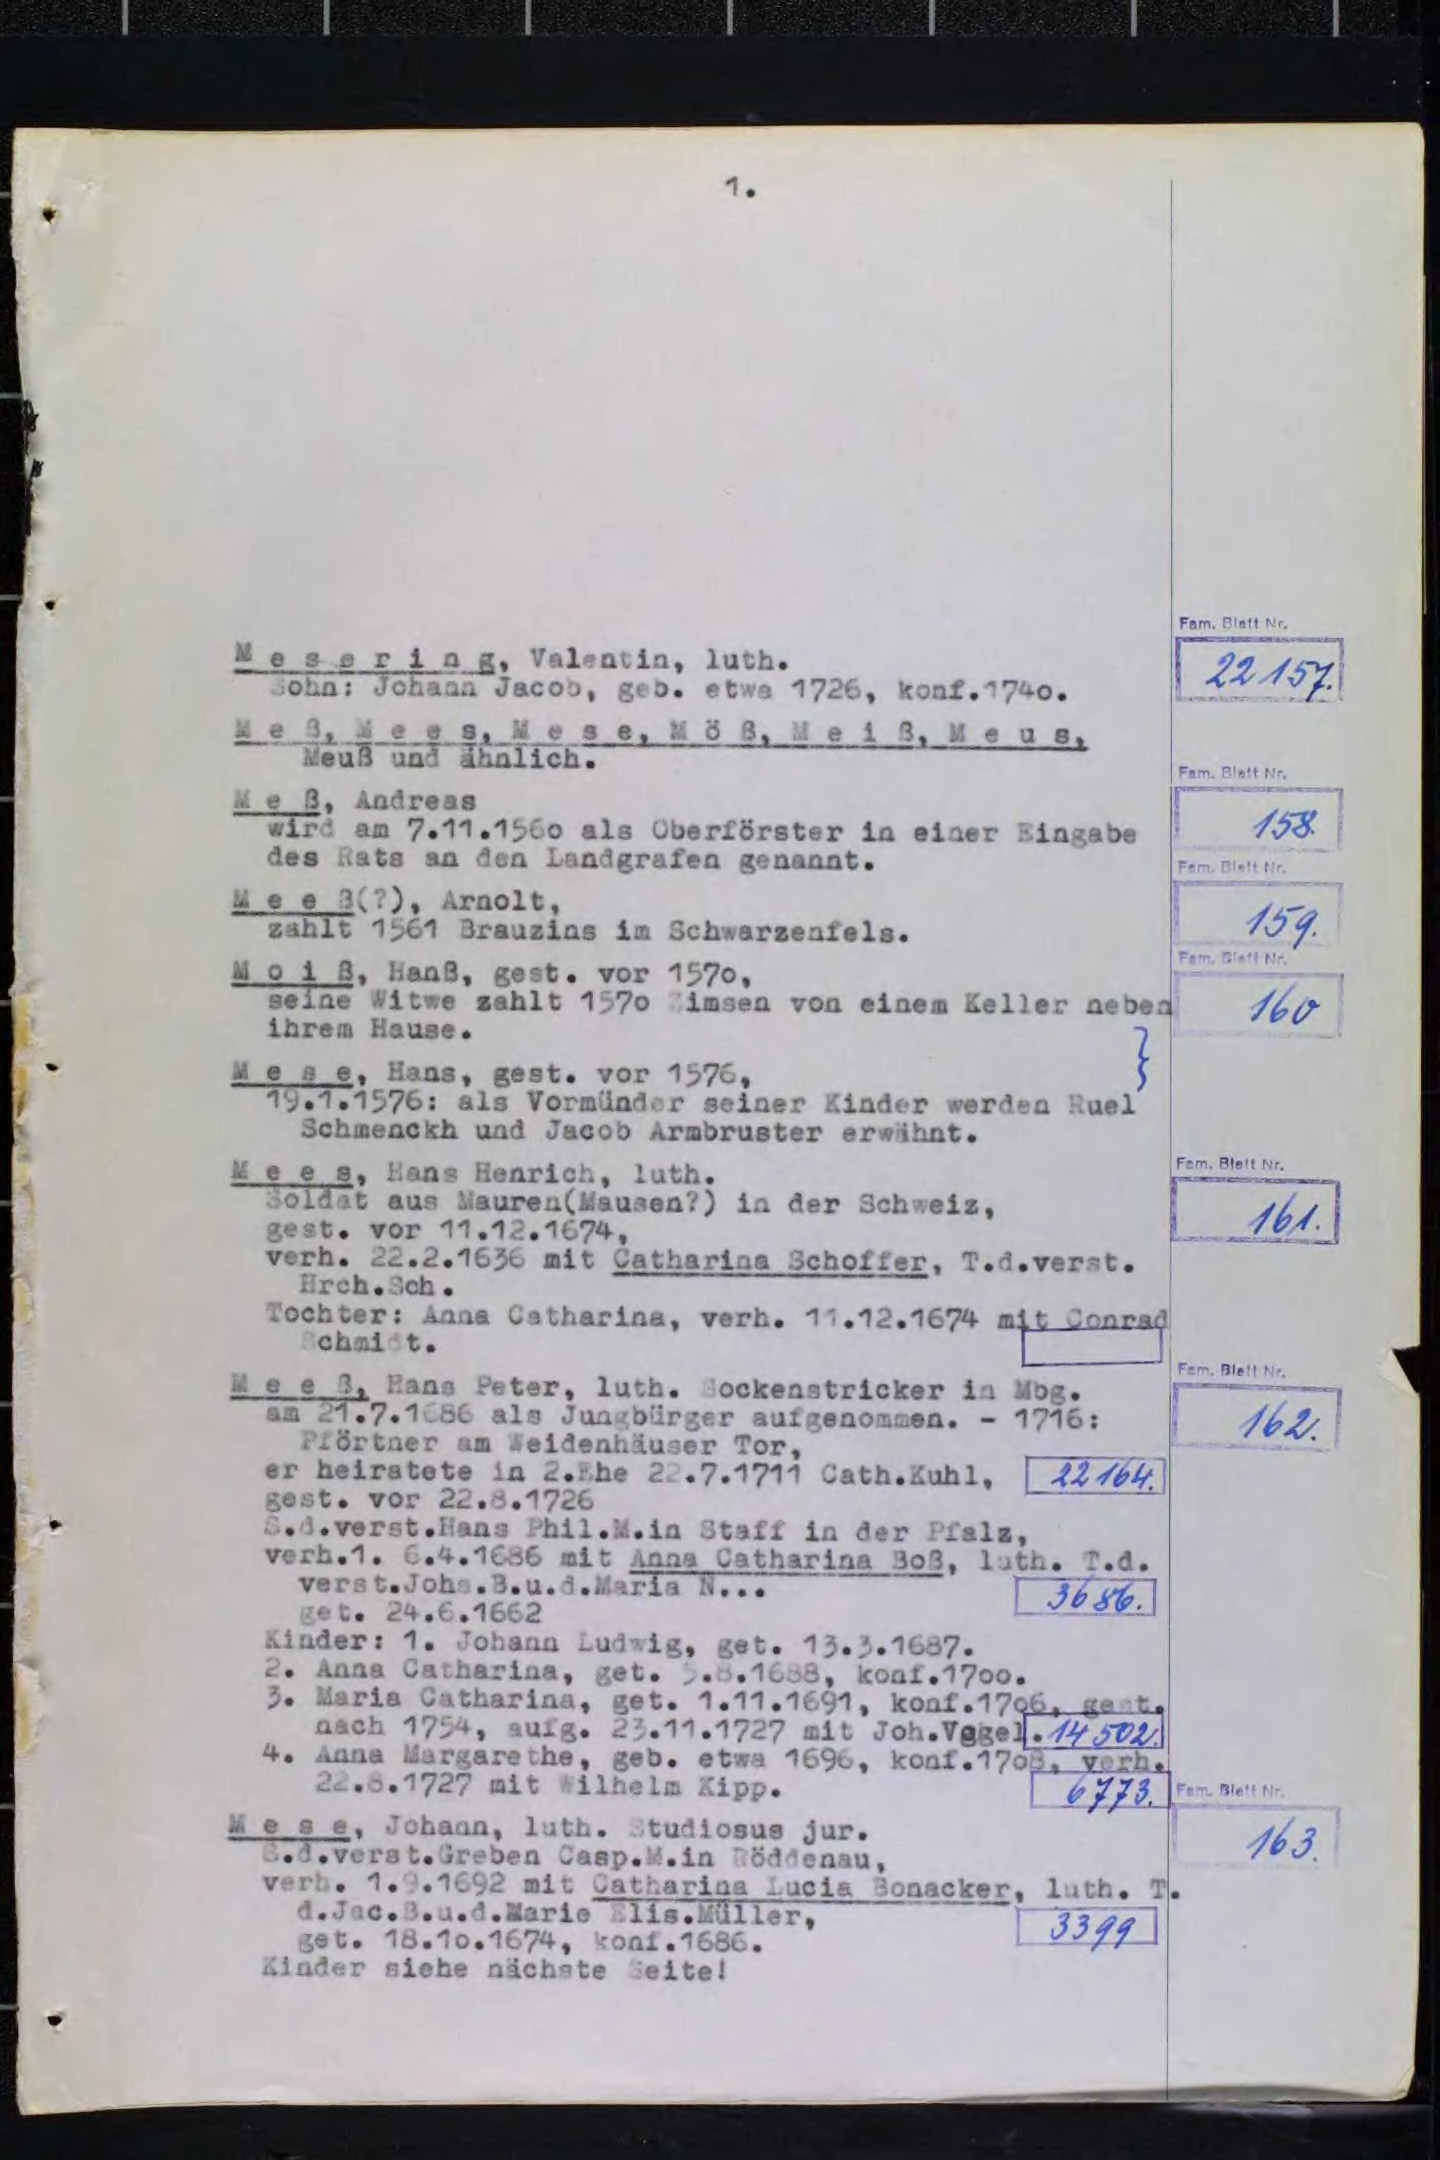 1.
Fam. Blatt Nr.
M e s e r i n g, Valentin, luth.
22157.
Sohn: Johann Jacob, geb. etwa 1726, konf.174o.
M e ß, M e e s, M e s e, M ö ß, M e i ß, M e u s,
Meuß und ähnlich.
Fam. Blatt Nr.
M e ß, Andreas
158.
wird am 7.11.156o als Oberförster in einer Eingabe
des Rats an den Landgrafen genannt.
Fam. Blatt Nr.
M e e ß(?), Arnolt,
159.
zahlt 1561 Brauzins im Schwarzenfels.
Fam. Blatt Nr.
M o i ß, Hanß, gest. vor 157o,
160
seine Witwe zahlt 157o Zimsen von einem Keller neben
ihrem Hause.
M e s e, Hans, gest. vor 1576,
19.1.1576: als Vormünder seiner Kinder werden Ruel
Schmenckh und Jacob Armbruster erwähnt.
Fam. Blatt Nr.
M e e s, Hans Henrich, luth.
161.
Soldat aus Mauren(Mausen?) in der Schweiz,
gest. vor 11.12.1674,
verh. 22.2.1636 mit Catharina Schoffer, T.d.verst.
Hrch.Sch.
Tochter: Anna Catharina, verh. 11.12.1674 mit Conrad
Schmidt.
Fam. Blatt Nr.
M e e ß, Hans Peter, luth. Sockenstricker in Mbg.
162.
am 21.7.1686 als Jungbürger aufgenommen. - 1716:
Pförtner am Weidenhäuser Tor,
er heiratete in 2.Ehe 22.7.1711 Cath.Kuhl, 22164.
gest. vor 22.8.1726
S.d.verst.Hans Phil.M.in Staff in der Pfalz,
verh.1. 6.4.1686 mit Anna Catharina Boß, luth. T.d.
verst.Johs.B.u.d.Maria N... 3686.
get. 24.6.1662
Kinder: 1. Johann Ludwig, get. 13.3.1687.
2. Anna Catharina, get. 5.8.1688, konf.17oo.
3. Maria Catharina, get. 1.11.1691, konf.17o6, gest.
nach 1754, aufg. 23.11.1727 mit Joh.Vogel. 14502.
4. Anna Margarethe, geb. etwa 1696, konf.17o8, verh.
22.8.1727 mit Wilhelm Kipp. 6773.
Fam. Blatt Nr.
M e s e, Johann, luth. Studiosus jur.
163.
S.d.verst.Greben Casp.M.in Röddenau,
verh. 1.9.1692 mit Catharina Lucia Bonacker, luth. T.
d.Jac.B.u.d.Marie Elis.Müller, 3399
get. 18.1o.1674, konf.1686.
Kinder siehe nächste Seite!